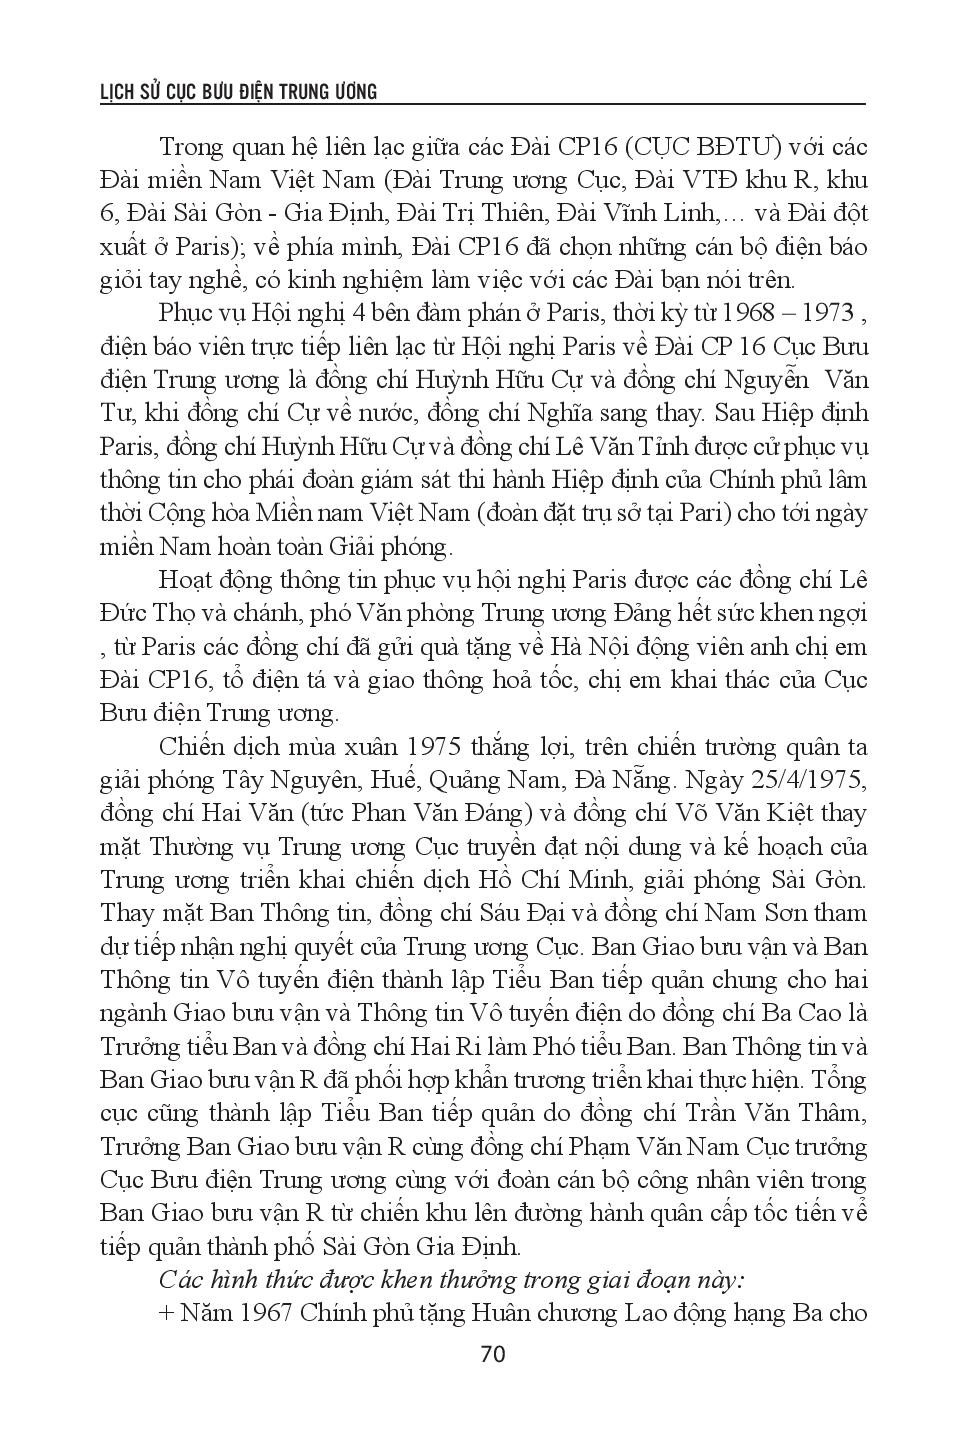 LỊCH SỬ CỤC BƯU ĐIỆN TRUNG ƯƠNG
Trong quan hệ liên lạc giữa các Đài CP16 (CỤC BĐTƯ) với các
Đài miền Nam Việt Nam (Đài Trung ương Cục, Đài VTĐ khu R, khu
6, Đài Sài Gòn - Gia Định, Đài Trị Thiên, Đài Vĩnh Linh,… và Đài đột
xuất ở Paris); về phía mình, Đài CP16 đã chọn những cán bộ điện báo
giỏi tay nghề, có kinh nghiệm làm việc với các Đài bạn nói trên.
Phục vụ Hội nghị 4 bên đàm phán ở Paris, thời kỳ từ 1968 – 1973 ,
điện báo viên trực tiếp liên lạc từ Hội nghị Paris về Đài CP 16 Cục Bưu
điện Trung ương là đồng chí Huỳnh Hữu Cự và đồng chí Nguyễn  Văn
Tư, khi đồng chí Cự về nước, đồng chí Nghĩa sang thay. Sau Hiệp định
Paris, đồng chí Huỳnh Hữu Cự và đồng chí Lê Văn Tỉnh được cử phục vụ
thông tin cho phái đoàn giám sát thi hành Hiệp định của Chính phủ lâm
thời Cộng hòa Miền nam Việt Nam (đoàn đặt trụ sở tại Pari) cho tới ngày
miền Nam hoàn toàn Giải phóng.
Hoạt động thông tin phục vụ hội nghị Paris được các đồng chí Lê
Đức Thọ và chánh, phó Văn phòng Trung ương Đảng hết sức khen ngợi
, từ Paris các đồng chí đã gửi quà tặng về Hà Nội động viên anh chị em
Đài CP16, tổ điện tá và giao thông hoả tốc, chị em khai thác của Cục
Bưu điện Trung ương.
Chiến dịch mùa xuân 1975 thắng lợi, trên chiến trường quân ta
giải phóng Tây Nguyên, Huế, Quảng Nam, Đà Nẵng. Ngày 25/4/1975,
đồng chí Hai Văn (tức Phan Văn Đáng) và đồng chí Võ Văn Kiệt thay
mặt Thường vụ Trung ương Cục truyền đạt nội dung và kế hoạch của
Trung ương triển khai chiến dịch Hồ Chí Minh, giải phóng Sài Gòn.
Thay mặt Ban Thông tin, đồng chí Sáu Đại và đồng chí Nam Sơn tham
dự tiếp nhận nghị quyết của Trung ương Cục. Ban Giao bưu vận và Ban
Thông tin Vô tuyến điện thành lập Tiểu Ban tiếp quản chung cho hai
ngành Giao bưu vận và Thông tin Vô tuyến điện do đồng chí Ba Cao là
Trưởng tiểu Ban và đồng chí Hai Ri làm Phó tiểu Ban. Ban Thông tin và
Ban Giao bưu vận R đã phối hợp khẩn trương triển khai thực hiện. Tổng
cục cũng thành lập Tiểu Ban tiếp quản do đồng chí Trần Văn Thâm,
Trưởng Ban Giao bưu vận R cùng đồng chí Phạm Văn Nam Cục trưởng
Cục Bưu điện Trung ương cùng với đoàn cán bộ công nhân viên trong
Ban Giao bưu vận R từ chiến khu lên đường hành quân cấp tốc tiến về
tiếp quản thành phố Sài Gòn Gia Định.
Các hình thức được khen thưởng trong giai đoạn này:
+ Năm 1967 Chính phủ tặng Huân chương Lao động hạng Ba cho
70